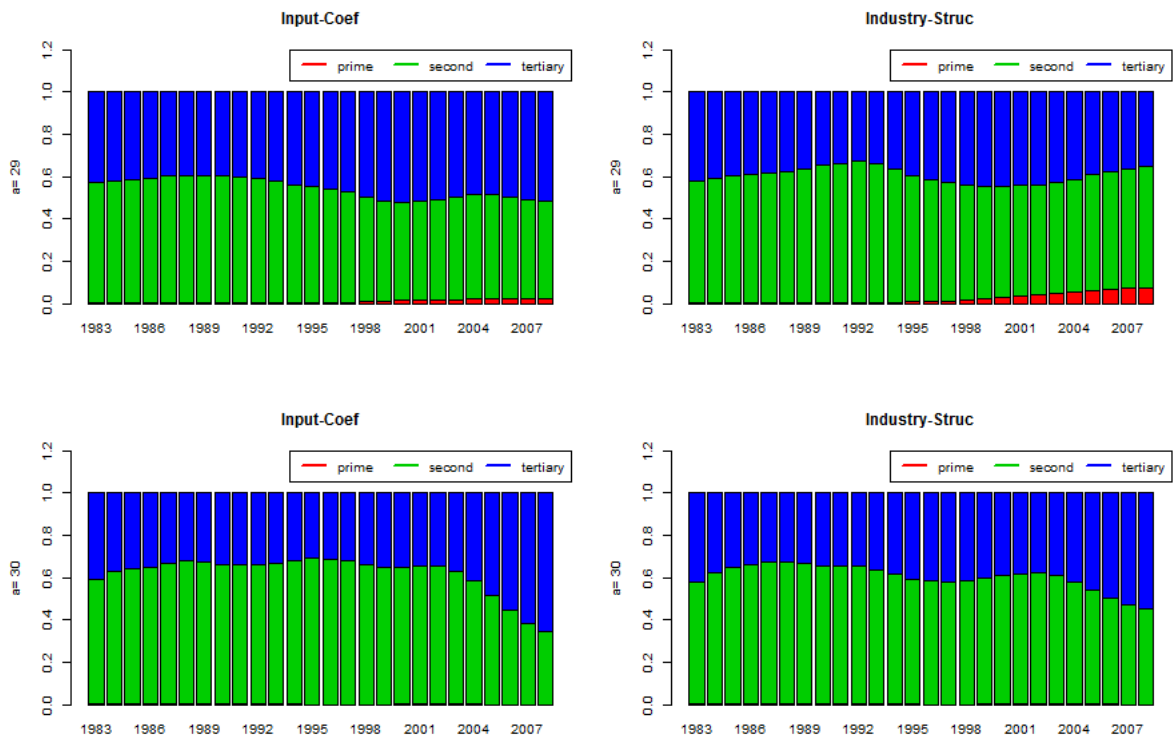 Input-Coef
prime second tertiary
a= 29
0.0 0.2 0.4 0.6 0.8 1.0 1.2
1983 1986 1989 1992 1995 1998 2001 2004 2007
Industry-Struc
prime second tertiary
a= 29
0.0 0.2 0.4 0.6 0.8 1.0 1.2
1983 1986 1989 1992 1995 1998 2001 2004 2007
Input-Coef
prime second tertiary
a= 30
0.0 0.2 0.4 0.6 0.8 1.0 1.2
1983 1986 1989 1992 1995 1998 2001 2004 2007
Industry-Struc
prime second tertiary
a= 30
0.0 0.2 0.4 0.6 0.8 1.0 1.2
1983 1986 1989 1992 1995 1998 2001 2004 2007